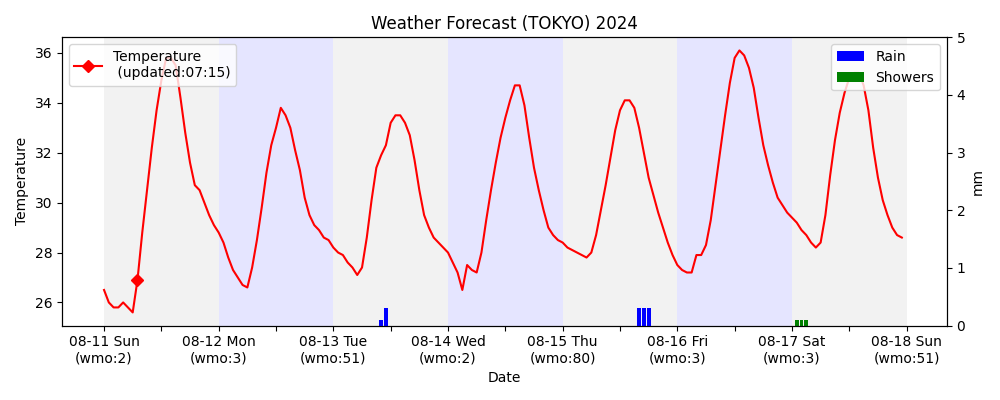 Weather Forecast (TOKYO) 2024
Temperature
(updated:07:15)
Rain
Showers
36
34
32
30
28
26
Temperature
5
4
3
2
1
0
mm
08-11 Sun
(wmo:2)
08-12 Mon
(wmo:3)
08-13 Tue
(wmo:51)
08-14 Wed
(wmo:2)
08-15 Thu
(wmo:80)
08-16 Fri
(wmo:3)
08-17 Sat
(wmo:3)
08-18 Sun
(wmo:51)
Date